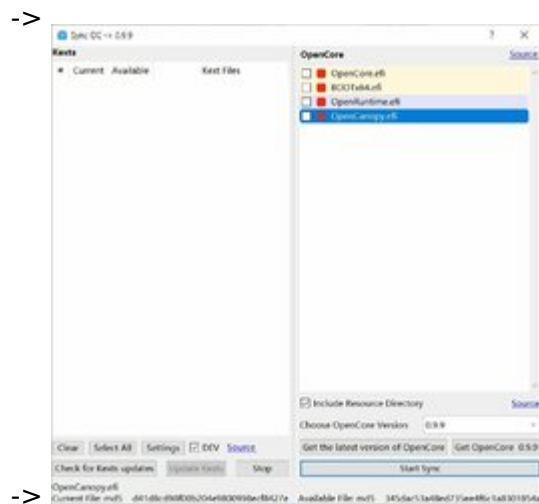 ->
Sync OC -> 0.9.9 ? ✕
Kexts
OpenCore Source
Current Available Kext Files
OpenCore.efi
BOOTx64.efi
OpenRuntime.efi
OpenCanopy.efi
Include Resource Directory Source
Choose OpenCore Version 0.9.9
Clear Select All Settings DEV Source
Get the latest version of OpenCore Get OpenCore 0.9.9
Check for Kexts updates Update Kexts Stop
Start Sync
OpenCanopy.efi
-> Current File: md5 Available File: md5